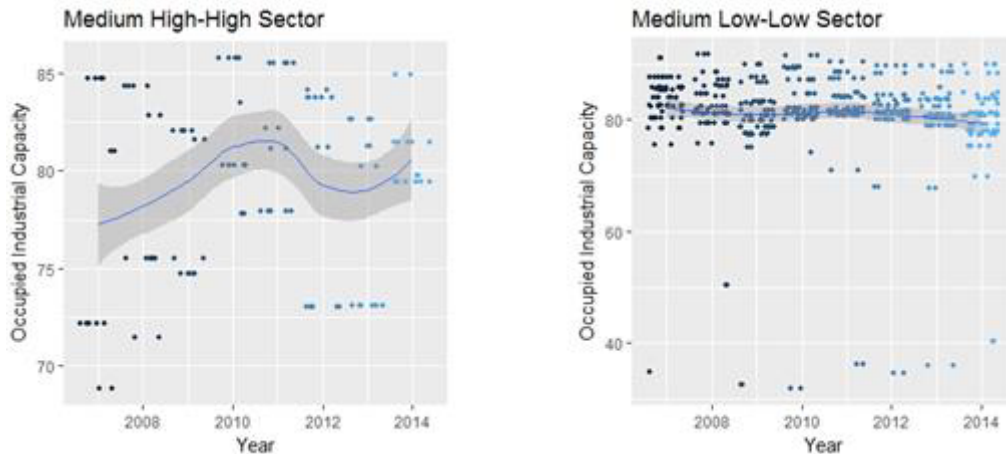 Medium High-High Sector
85
80
75
70
Occupied Industrial Capacity
2008
2010
2012
2014
Year
Medium Low-Low Sector
80
60
40
Occupied Industrial Capacity
2008
2010
2012
2014
Year